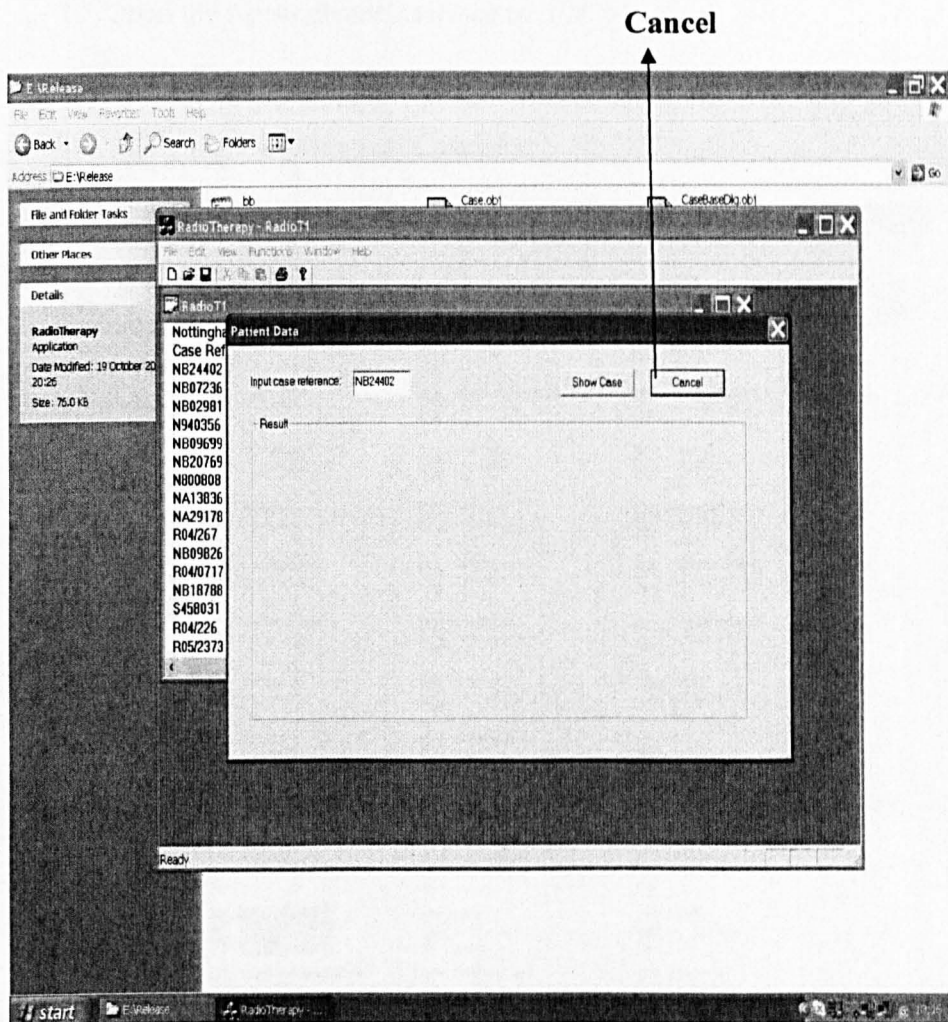 Cancel
E:\Release
File Edit View Favorites Tools Help
Back Search Folders
Address E:\Release Go
File and Folder Tasks
Other Places
Details
RadioTherapy
Application
Date Modified: 19 October 20
20:26
Size: 76.0 KB
bb Case.obj CaseBaseDlg.obj
RadioTherapy - RadioT1
File Edit View Functions Window Help
RadioT1
Nottingha
Case Ref
NB24402
NB07236
NB02981
N940356
NB09699
NB20769
N800808
NA13836
NA29178
R04/267
NB09826
R04/0717
NB18788
S458031
R04/226
R05/2373
Patient Data
Input case reference: NB24402 Show Case Cancel
Result
Ready
start E:\Release RadioTherapy - ...